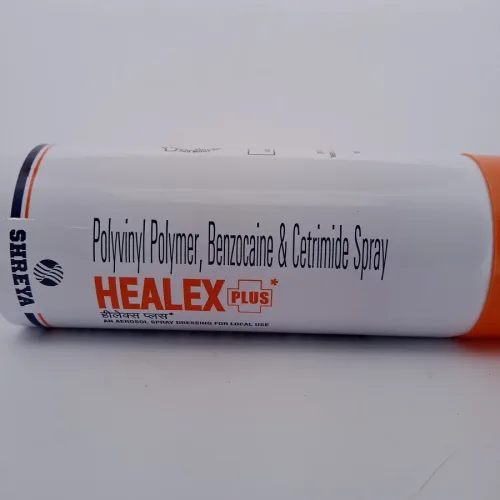 SHREYA
Polyvinyl Polymer, Benzocaine & Cetrimide Spray
HEALEX PLUS*
हीलेक्स प्लस*
AN AEROSOL SPRAY DRESSING FOR LOCAL USE